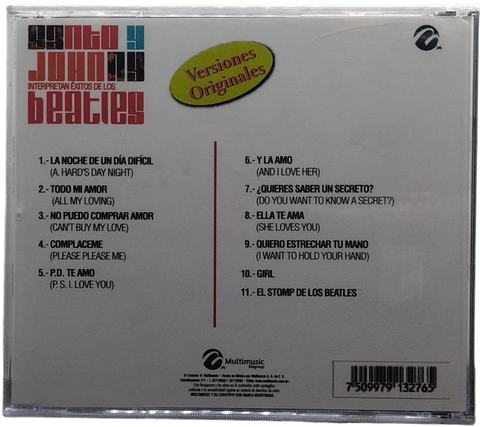 SANTO Y
JOHNNY
INTERPRETAN ÉXITOS DE LOS
Beatles
Versiones
Originales
1.- LA NOCHE DE UN DÍA DIFÍCIL
(A. HARD'S DAY NIGHT)
2.- TODO MI AMOR
(ALL MY LOVING)
3.- NO PUEDO COMPRAR AMOR
(CAN'T BUY MY LOVE)
4.- COMPLACEME
(PLEASE PLEASE ME)
5.- P.D. TE AMO
(P. S. I. LOVE YOU)
6.- Y LA AMO
(AND I LOVE HER)
7.- ¿QUIERES SABER UN SECRETO?
(DO YOU WANT TO KNOW A SECRET?)
8.- ELLA TE AMA
(SHE LOVES YOU)
9.- QUIERO ESTRECHAR TU MANO
(I WANT TO HOLD YOUR HAND)
10.- GIRL
11.- EL STOMP DE LOS BEATLES
Multimusic
7 509979 132765